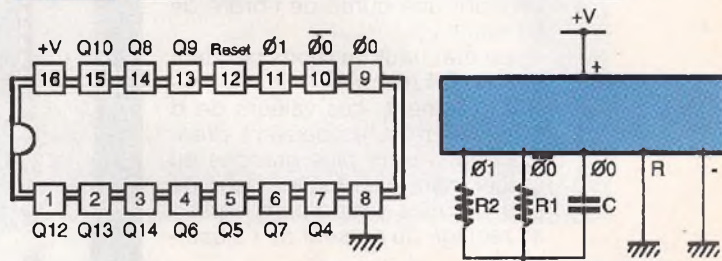 +V Q10 Q8 Q9 Reset Ø1 Ø0 Ø0
16 15 14 13 12 11 10 9
1 2 3 4 5 6 7 8
Q12 Q13 Q14 Q6 Q5 Q7 Q4
+V
+
Ø1 Ø0 Ø0 R -
R2 R1 C